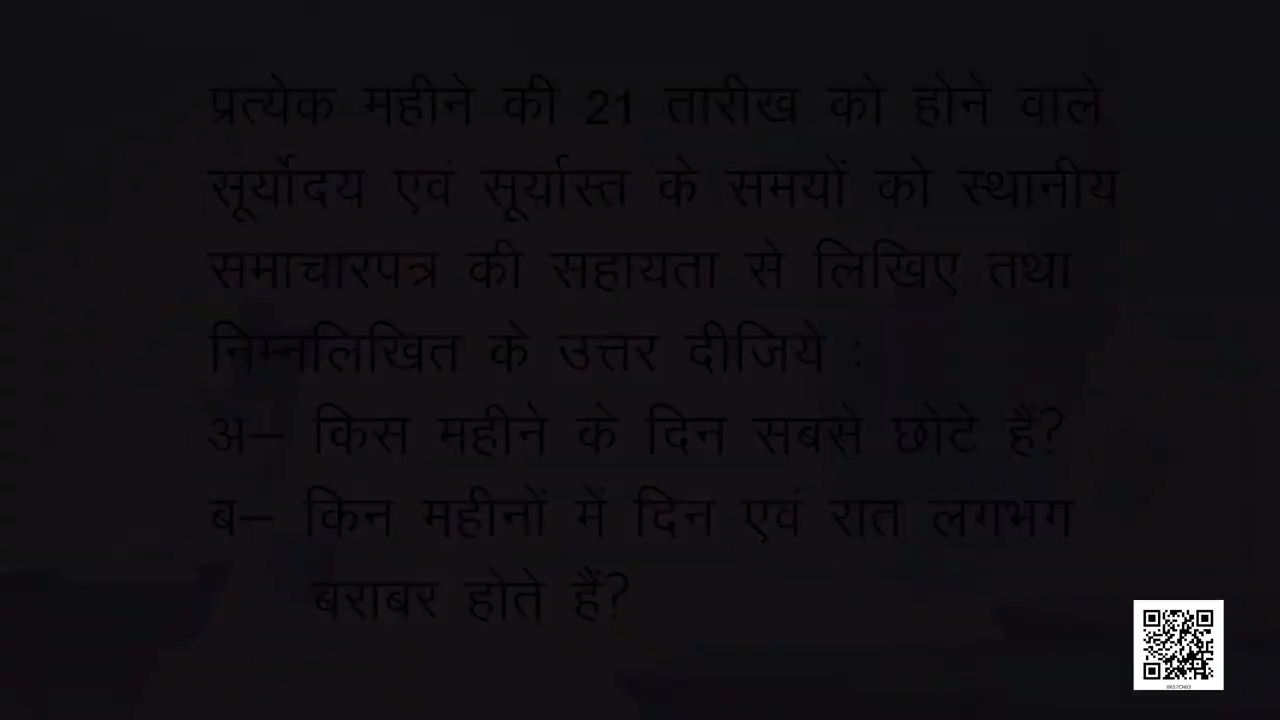 प्रत्येक महीने की 21 तारीख को होने वाले
सूर्योदय एवं सूर्यास्त के समयों को स्थानीय
समाचारपत्र की सहायता से लिखिए तथा
निम्नलिखित के उत्तर दीजिये :
अ– किस महीने के दिन सबसे छोटे हैं?
ब– किन महीनों में दिन एवं रात लगभग
बराबर होते हैं?
0657CH03